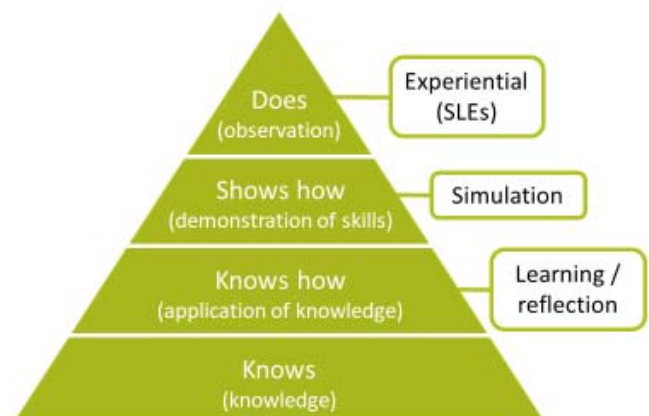 Does
(observation)
Experiential
(SLEs)
Shows how
(demonstration of skills)
Simulation
Knows how
(application of knowledge)
Learning /
reflection
Knows
(knowledge)